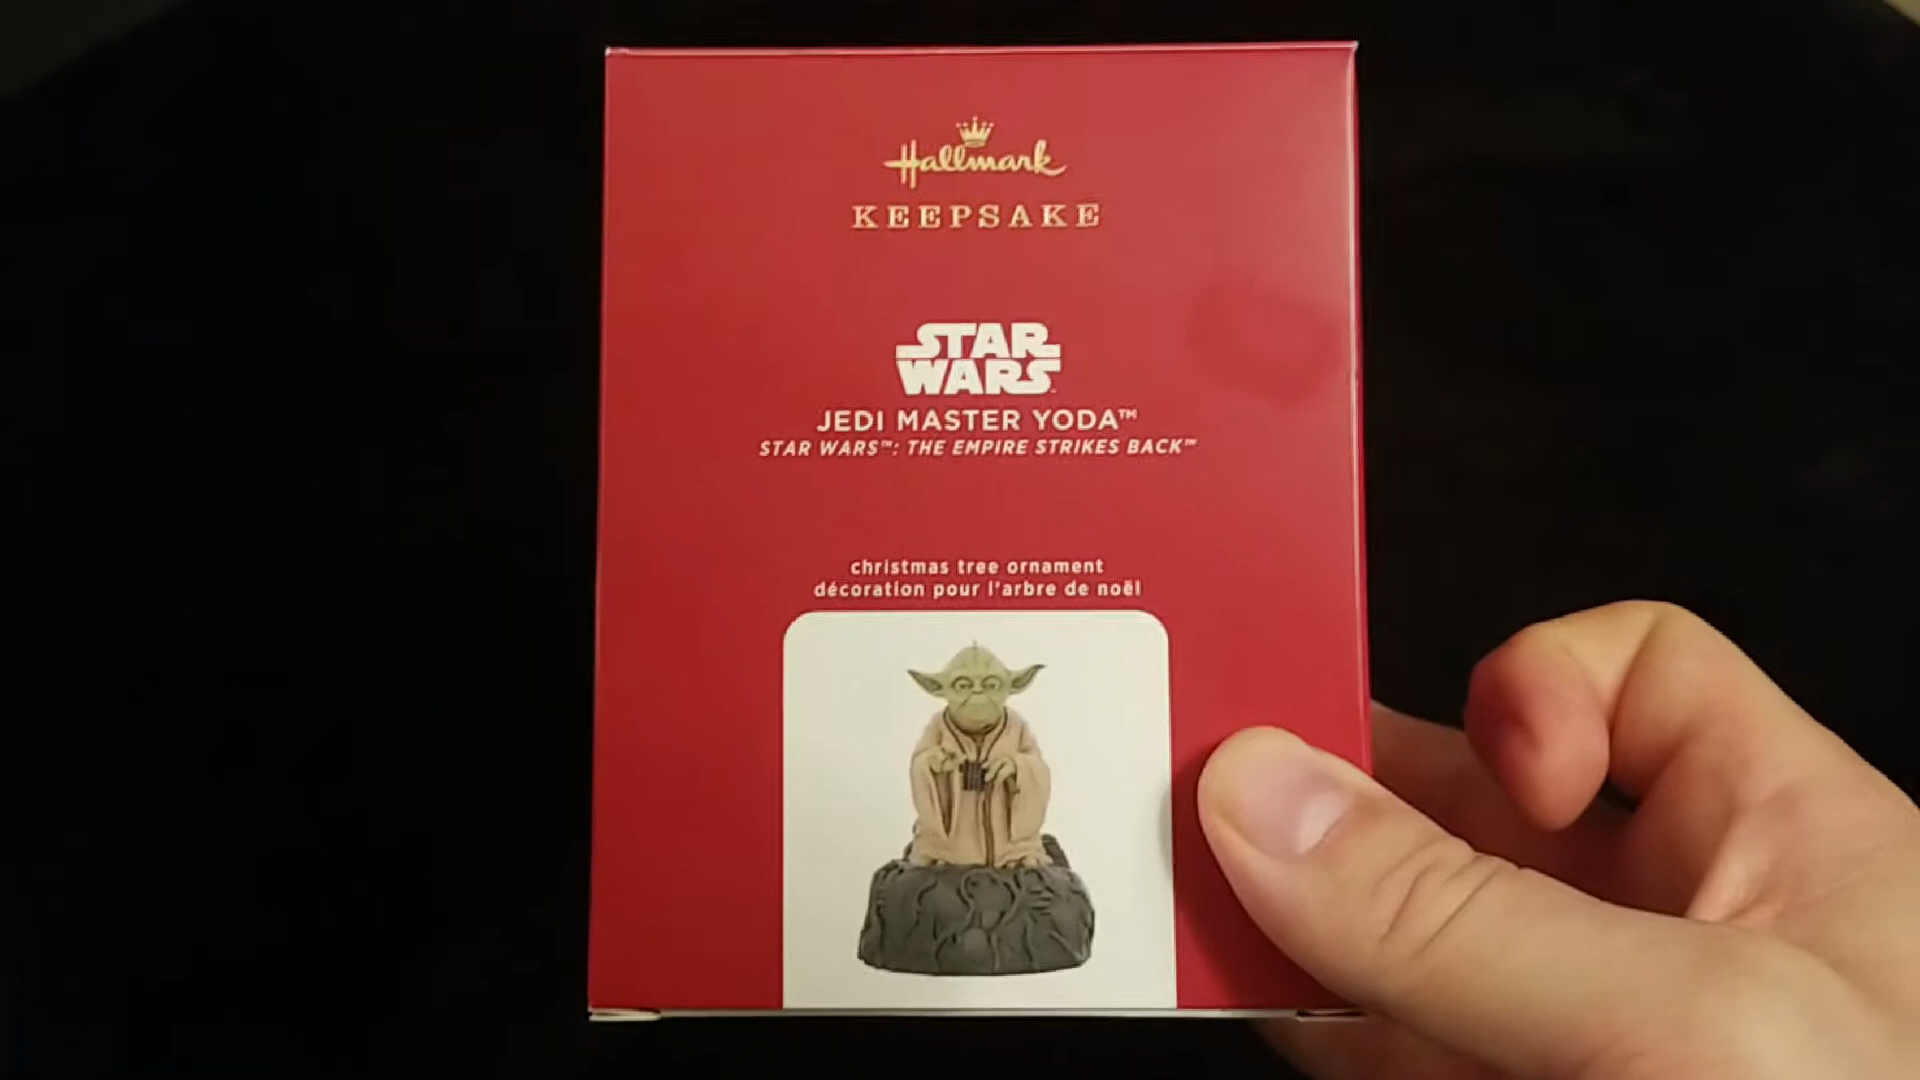 Hallmark
KEEPSAKE
STAR
WARS
JEDI MASTER YODA™
STAR WARS™: THE EMPIRE STRIKES BACK™
christmas tree ornament
décoration pour l'arbre de noël